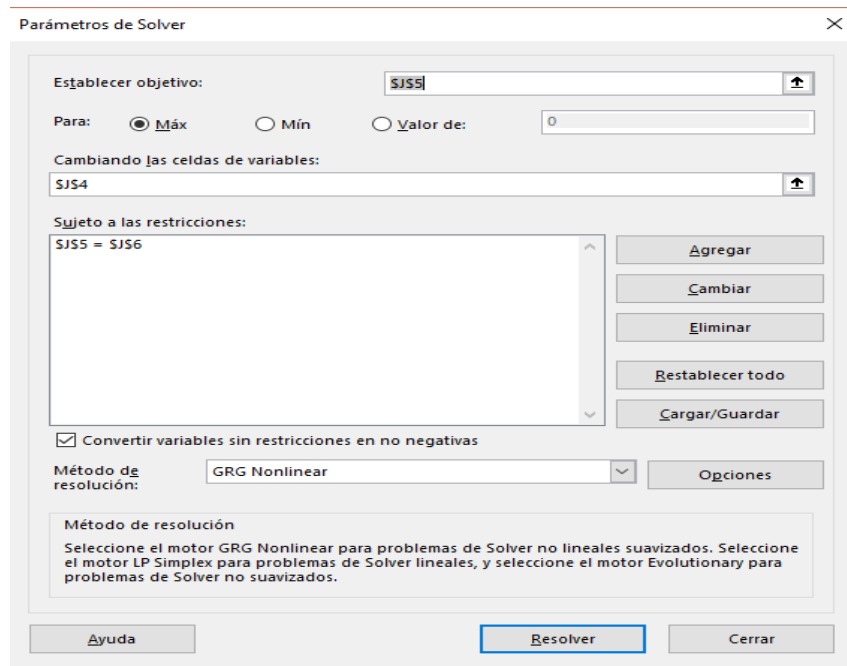 Parámetros de Solver
Establecer objetivo: $J$5
Para: Máx Mín Valor de: 0
Cambiando las celdas de variables:
$J$4
Sujeto a las restricciones:
$J$5 = $J$6
Agregar
Cambiar
Eliminar
Restablecer todo
Cargar/Guardar
Convertir variables sin restricciones en no negativas
Método de
resolución:
GRG Nonlinear
Opciones
Método de resolución
Seleccione el motor GRG Nonlinear para problemas de Solver no lineales suavizados. Seleccione
el motor LP Simplex para problemas de Solver lineales, y seleccione el motor Evolutionary para
problemas de Solver no suavizados.
Ayuda Resolver Cerrar